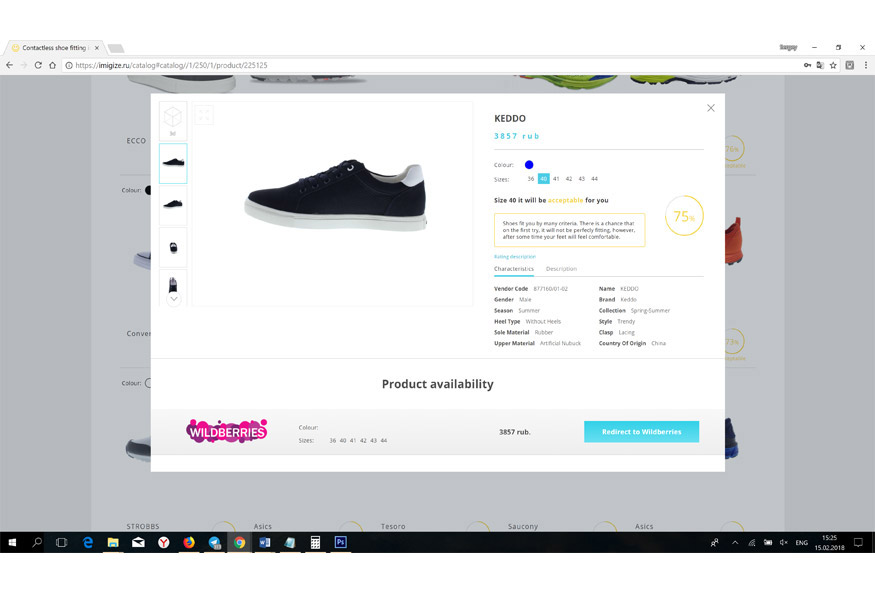 Contactless shoe fitting
Sergey
https://imigize.ru/catalog#catalog//1/250/1/product/225125
KEDDO
3857 rub
ECCO
Colour:
Sizes: 36 40 41 42 43 44
Colour:
Size 40 it will be acceptable for you
75%
76%
Shoes fit you by many criteria. There is a chance that
on the first try, it will not be perfectly fitting, however,
after some time your feet will feel comfortable.
Rating description
Characteristics Description
Vendor Code 877160/01-02 Name KEDDO
Gender Male Brand Keddo
Season Summer Collection Spring-Summer
Heel Type Without Heels Style Trendy
Sole Material Rubber Clasp Lacing
Upper Material Artificial Nubuck Country Of Origin China
Conver
73%
Colour:
Product availability
WILDBERRIES
Colour:
Sizes: 36 40 41 42 43 44
3857 rub.
Redirect to Wildberries
STROBBS Asics Tesoro Saucony Asics
ENG
15:25
15.02.2018